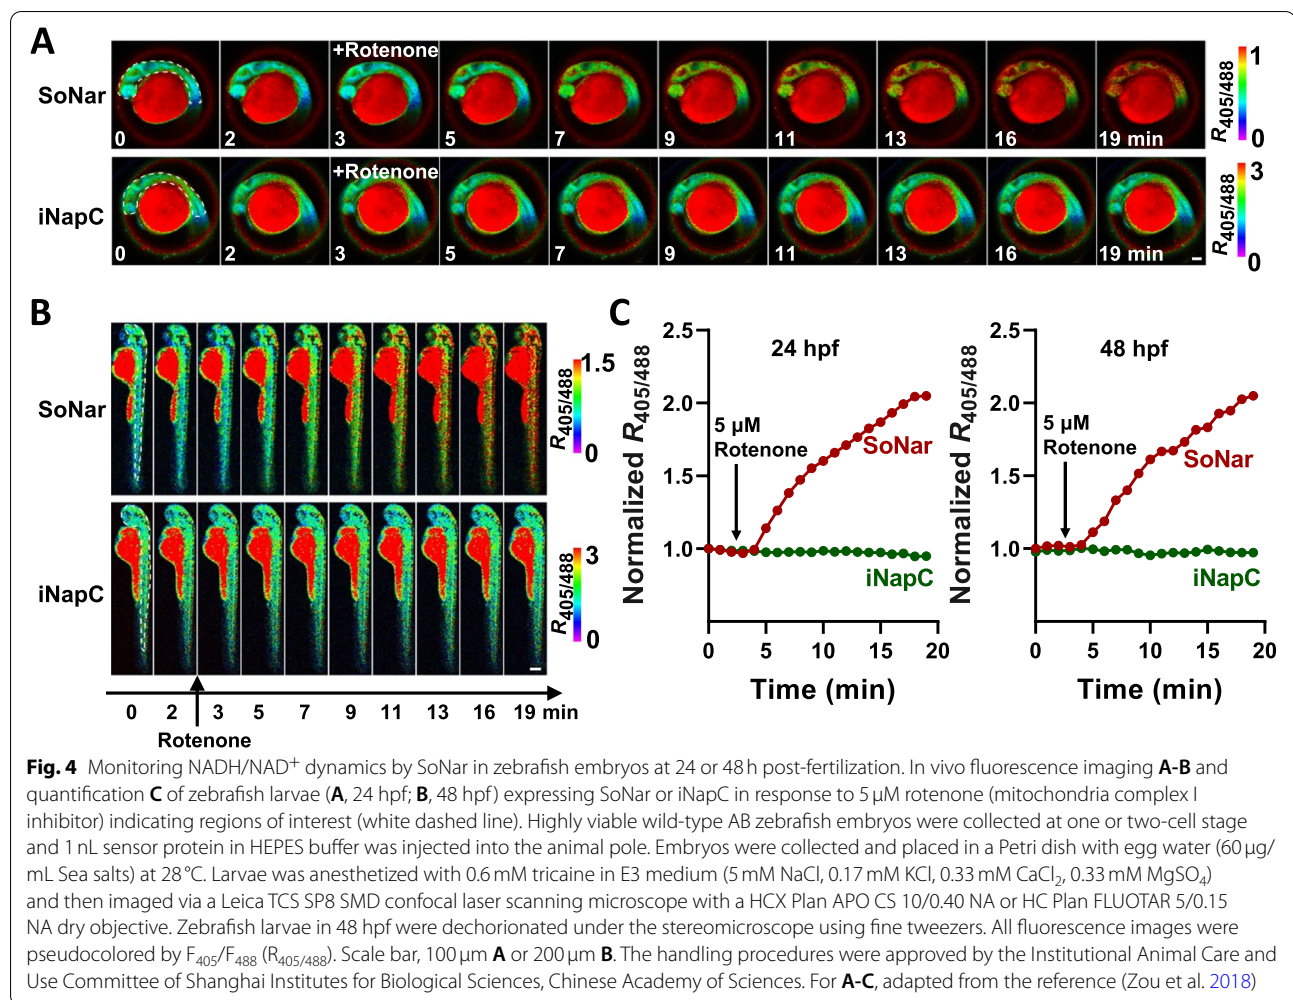 A
+Rotenone
SoNar
0 2 3 5 7 9 11 13 16 19 min
R405/488
1
0
+Rotenone
iNapC
0 2 3 5 7 9 11 13 16 19 min
R405/488
3
0
B
SoNar
R405/488
1.5
0
iNapC
R405/488
3
0
0 2 3 5 7 9 11 13 16 19 min
Rotenone
C
Normalized R405/488
2.5
2.0
1.5
1.0
24 hpf
5 µM
Rotenone
SoNar
iNapC
0 5 10 15 20
Time (min)
Normalized R405/488
2.5
2.0
1.5
1.0
48 hpf
5 µM
Rotenone
SoNar
iNapC
0 5 10 15 20
Time (min)
Fig. 4 Monitoring NADH/NAD+ dynamics by SoNar in zebrafish embryos at 24 or 48 h post-fertilization. In vivo fluorescence imaging A-B and
quantification C of zebrafish larvae (A, 24 hpf; B, 48 hpf) expressing SoNar or iNapC in response to 5 µM rotenone (mitochondria complex I
inhibitor) indicating regions of interest (white dashed line). Highly viable wild-type AB zebrafish embryos were collected at one or two-cell stage
and 1 nL sensor protein in HEPES buffer was injected into the animal pole. Embryos were collected and placed in a Petri dish with egg water (60 µg/
mL Sea salts) at 28 °C. Larvae was anesthetized with 0.6 mM tricaine in E3 medium (5 mM NaCl, 0.17 mM KCl, 0.33 mM CaCl2, 0.33 mM MgSO4)
and then imaged via a Leica TCS SP8 SMD confocal laser scanning microscope with a HCX Plan APO CS 10/0.40 NA or HC Plan FLUOTAR 5/0.15
NA dry objective. Zebrafish larvae in 48 hpf were dechorionated under the stereomicroscope using fine tweezers. All fluorescence images were
pseudocolored by F405/F488 (R405/488). Scale bar, 100 µm A or 200 µm B. The handling procedures were approved by the Institutional Animal Care and
Use Committee of Shanghai Institutes for Biological Sciences, Chinese Academy of Sciences. For A-C, adapted from the reference (Zou et al. 2018)